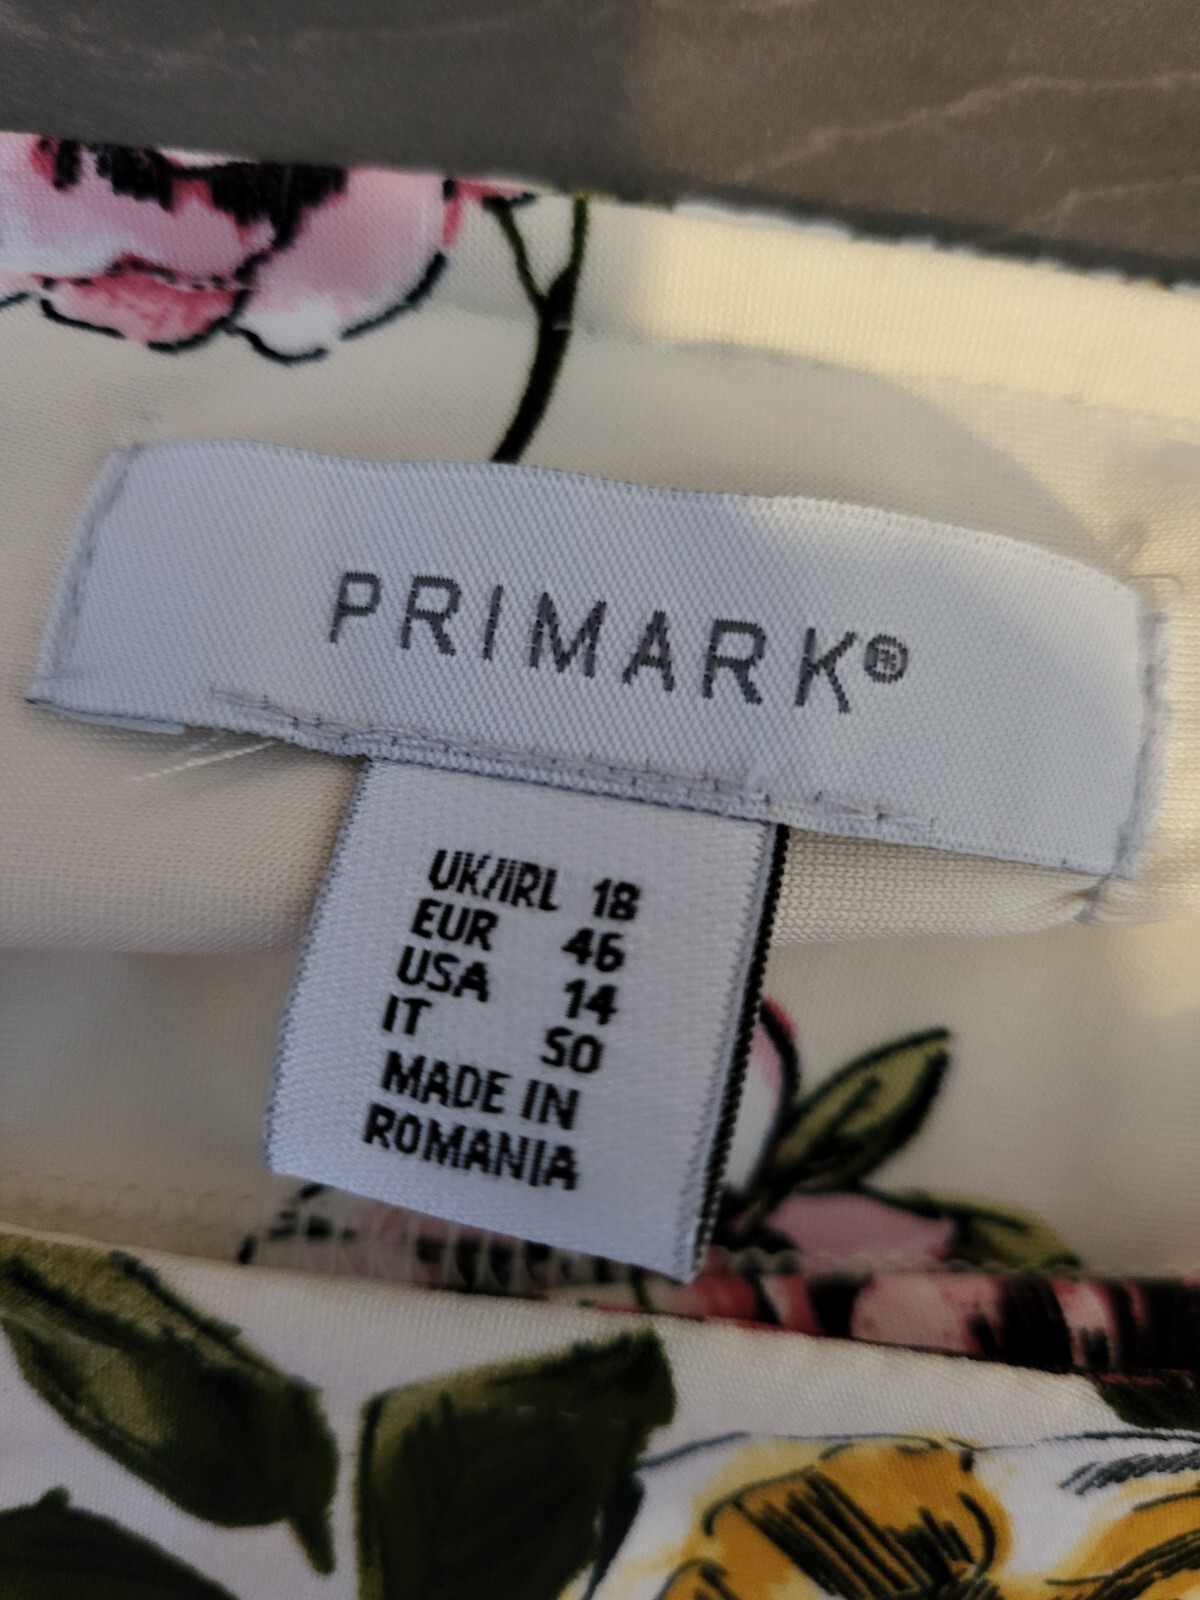 PRIMARK®
UK/IRL 18
EUR 46
USA 14
IT 50
MADE IN
ROMANIA